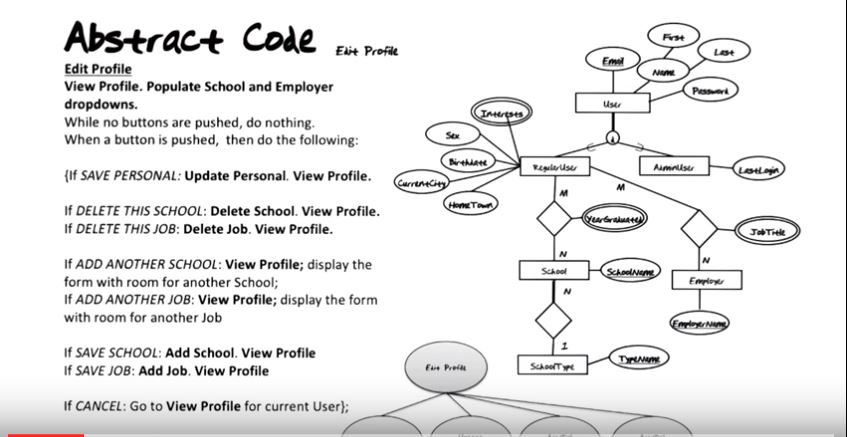 Abstract Code Edit Profile
Edit Profile
View Profile. Populate School and Employer
dropdowns.
While no buttons are pushed, do nothing.
When a button is pushed, then do the following:
{If SAVE PERSONAL: Update Personal. View Profile.
If DELETE THIS SCHOOL: Delete School. View Profile.
If DELETE THIS JOB: Delete Job. View Profile.
If ADD ANOTHER SCHOOL: View Profile; display the
form with room for another School;
If ADD ANOTHER JOB: View Profile; display the form
with room for another Job
If SAVE SCHOOL: Add School. View Profile
If SAVE JOB: Add Job. View Profile
If CANCEL: Go to View Profile for current User};
First
Last
Email
Name
Password
User
Interests
Sex
Birthdate
CurrentCity
HomeTown
RegularUser
AdminUser
LastLogin
M
M
YearGraduated
JobTitle
N
N
School
SchoolName
Employer
N
EmployerName
1
SchoolType
TypeName
Edit Profile